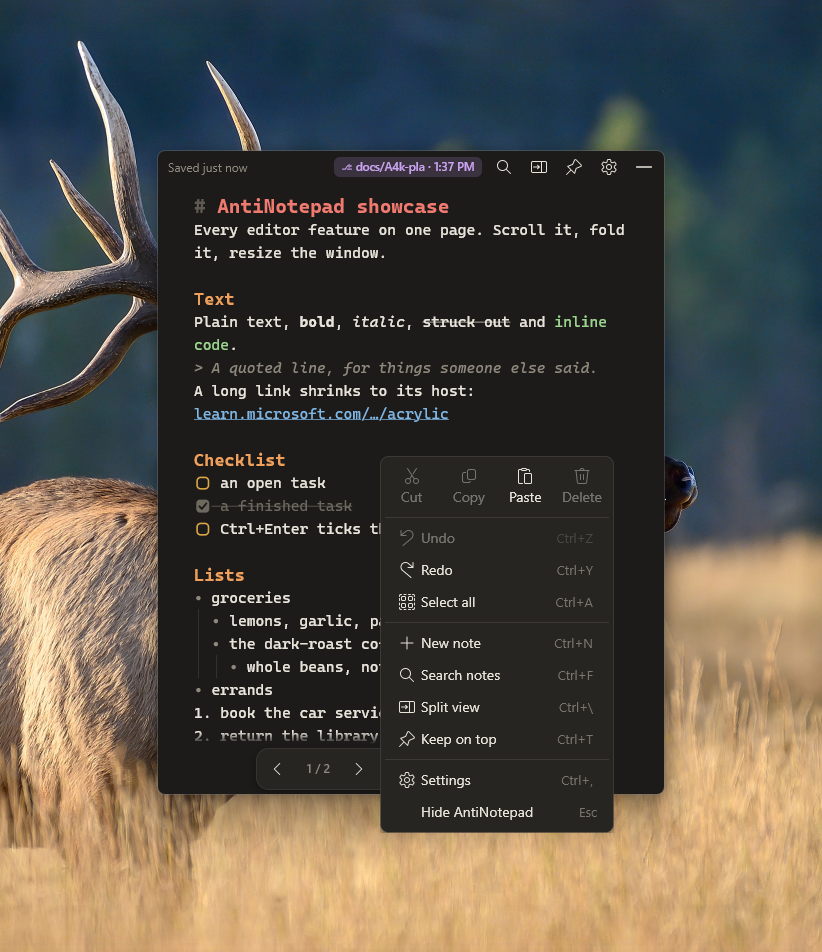 Saved just now
docs/A4k-pla · 1:37 PM
# AntiNotepad showcase
Every editor feature on one page. Scroll it, fold
it, resize the window.
Text
Plain text, bold, italic, struck out and inline
code.
> A quoted line, for things someone else said.
A long link shrinks to its host:
learn.microsoft.com/…/acrylic
Checklist
an open task
a finished task
Ctrl+Enter ticks
Lists
• groceries
• lemons, garlic,
• the dark-roast
• whole beans,
• errands
1. book the car
2. return the library
1 / 2
Cut Copy Paste Delete
Undo Ctrl+Z
Redo Ctrl+Y
Select all Ctrl+A
New note Ctrl+N
Search notes Ctrl+F
Split view Ctrl+\
Keep on top Ctrl+T
Settings Ctrl+,
Hide AntiNotepad Esc